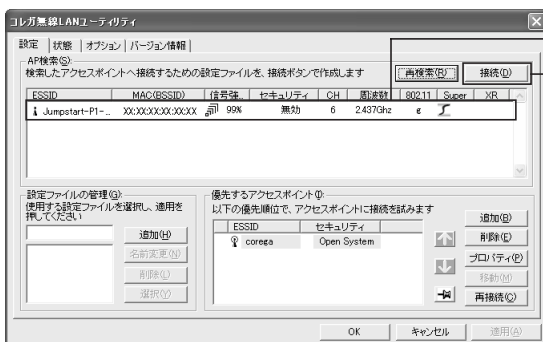 コレガ無線LANユーティリティ
設定 状態 オプション バージョン情報
AP検索(S):
検索したアクセスポイントへ接続するための設定ファイルを、接続ボタンで作成します
再検索(R) 接続(D)
ESSID MAC(BSSID) 信号強.. セキュリティ CH 周波数 802.11 Super XR
Jumpstart-P1-.. XX:XX:XX:XX:XX:XX 99% 無効 6 2.437Ghz g
設定ファイルの管理(G):
使用する設定ファイルを選択し、適用を
押してください
追加(H)
名前変更(N)
削除(L)
選択(Y)
優先するアクセスポイント(I):
以下の優先順位で、アクセスポイントに接続を試みます
ESSID セキュリティ
corega Open System
追加(B)
削除(E)
プロパティ(P)
移動(M)
再接続(C)
OK キャンセル 適用(A)